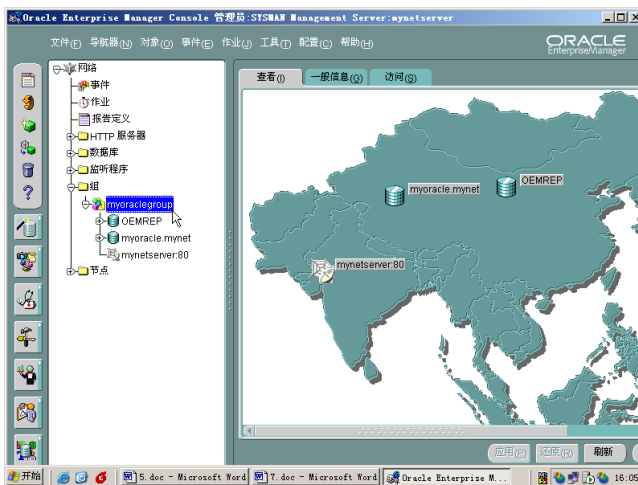 Oracle Enterprise Manager Console 管理员:SYSMAN Management Server:mynetserver
文件(F) 导航器(N) 对象(O) 事件(E) 作业(J) 工具(T) 配置(C) 帮助(H)
ORACLE
EnterpriseManager
网络
事件
作业
报告定义
HTTP 服务器
数据库
监听程序
组
myoraclegroup
OEMREP
myoracle.mynet
mynetserver:80
节点
查看(I) 一般信息(G) 访问(S)
OEMREP
myoracle.mynet
mynetserver:80
应用(P) 还原(R) 刷新
开始 5.doc - Microsoft Word 7.doc - Microsoft Word Oracle Enterprise M... 16:05